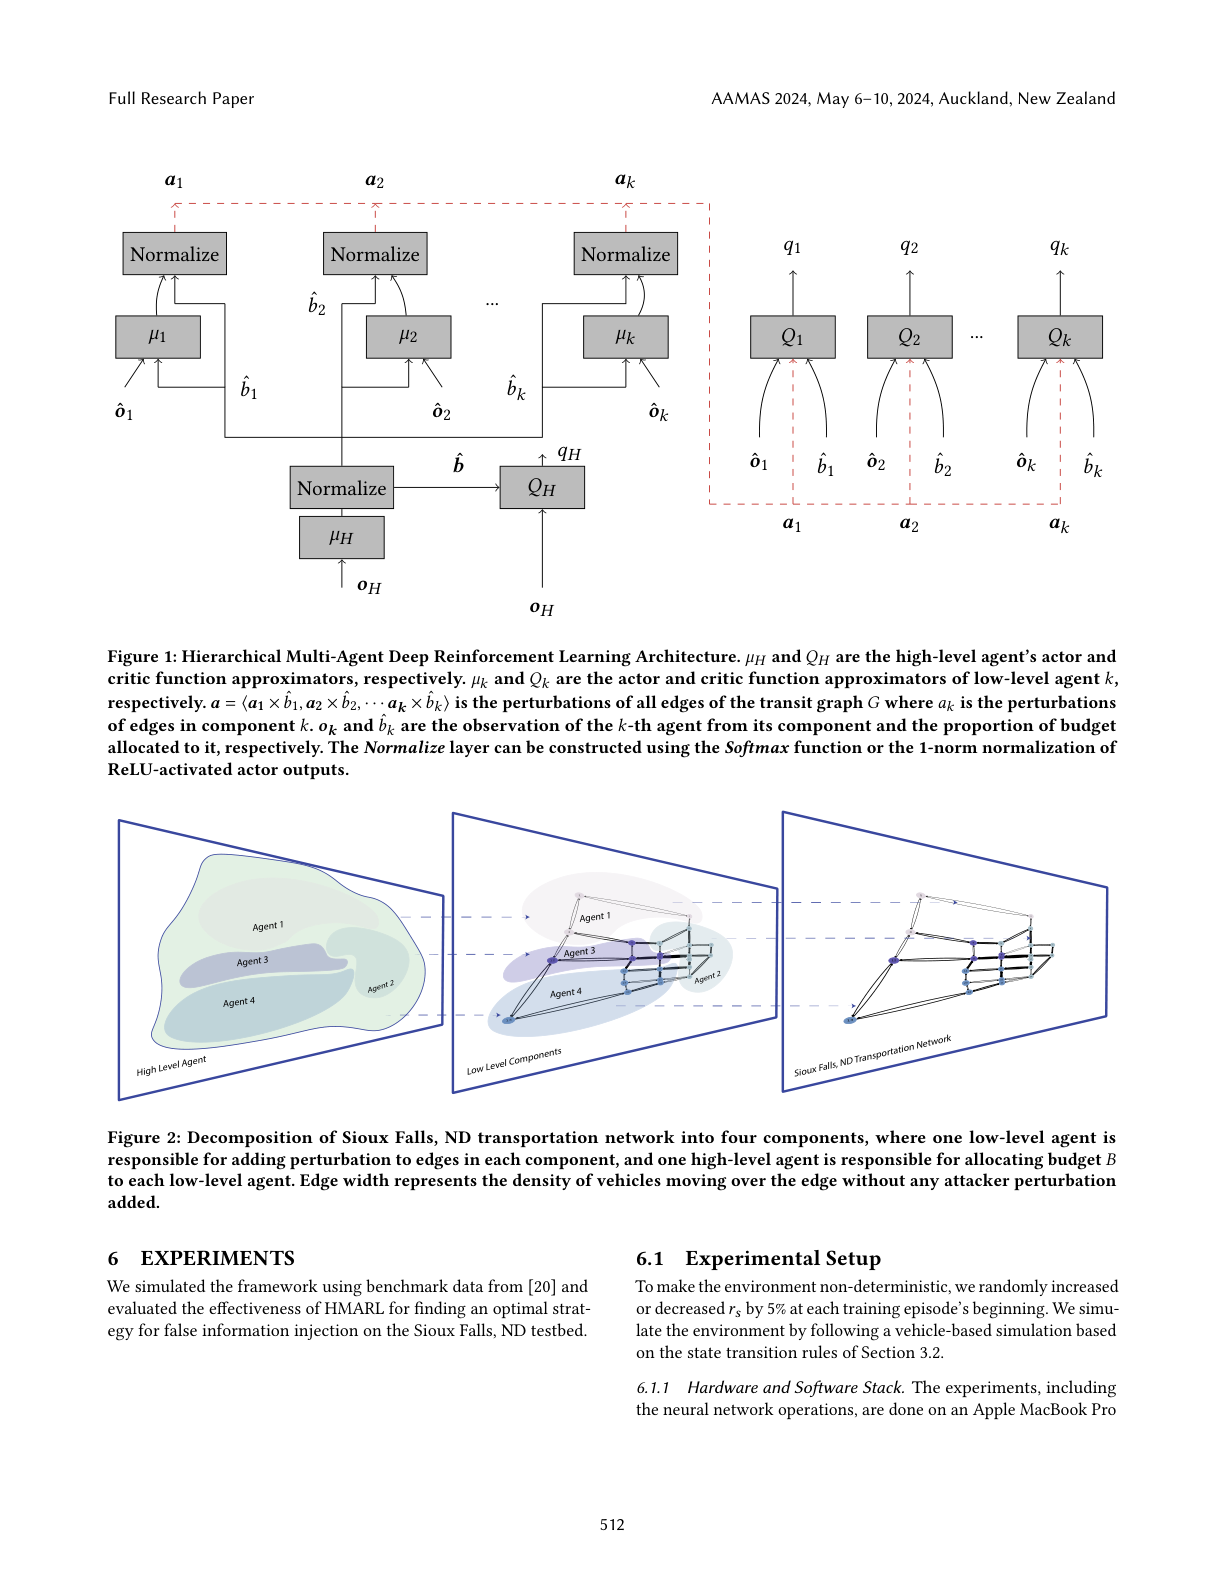 Full Research Paper
AAMAS 2024, May 6–10, 2024, Auckland, New Zealand
a1
a2
ak
Normalize
Normalize
Normalize
q1
q2
qk
b̂2
...
μ1
μ2
μk
Q1
Q2
...
Qk
b̂1
b̂k
ô1
ô2
ôk
b̂
qH
ô1
b̂1
ô2
b̂2
ôk
b̂k
Normalize
QH
a1
a2
ak
μH
oH
oH
Figure 1: Hierarchical Multi-Agent Deep Reinforcement Learning Architecture. μH and QH are the high-level agent's actor and
critic function approximators, respectively. μk and Qk are the actor and critic function approximators of low-level agent k,
respectively. a = ⟨a1 × b̂1, a2 × b̂2, ⋯ ak × b̂k⟩ is the perturbations of all edges of the transit graph G where ak is the perturbations
of edges in component k. ok and b̂k are the observation of the k-th agent from its component and the proportion of budget
allocated to it, respectively. The Normalize layer can be constructed using the Softmax function or the 1-norm normalization of
ReLU-activated actor outputs.
Agent 1
Agent 3
Agent 2
Agent 4
High Level Agent
Agent 1
Agent 3
Agent 2
Agent 4
Low Level Components
Sioux Falls, ND Transportation Network
Figure 2: Decomposition of Sioux Falls, ND transportation network into four components, where one low-level agent is
responsible for adding perturbation to edges in each component, and one high-level agent is responsible for allocating budget B
to each low-level agent. Edge width represents the density of vehicles moving over the edge without any attacker perturbation
added.
6 EXPERIMENTS
We simulated the framework using benchmark data from [20] and
evaluated the effectiveness of HMARL for finding an optimal strat-
egy for false information injection on the Sioux Falls, ND testbed.
6.1 Experimental Setup
To make the environment non-deterministic, we randomly increased
or decreased rs by 5% at each training episode's beginning. We simu-
late the environment by following a vehicle-based simulation based
on the state transition rules of Section 3.2.
6.1.1 Hardware and Software Stack. The experiments, including
the neural network operations, are done on an Apple MacBook Pro
512